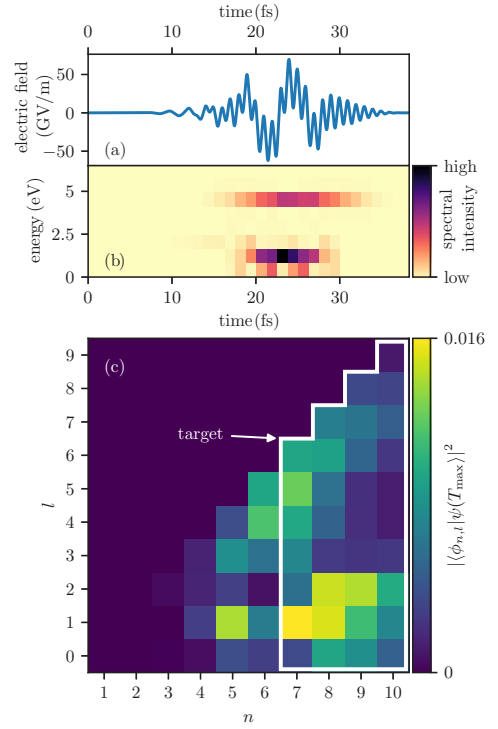 time(fs)
0 10 20 30
50
0
−50
electric field
(GV/m)
(a)
5
2.5
0
energy (eV)
(b)
high
low
spectral
intensity
0 10 20 30
time(fs)
9
8
7
6
5
4
3
2
1
0
l
(c)
target
0.016
0
|⟨ϕn,l|ψ(Tmax)⟩|²
1 2 3 4 5 6 7 8 9 10
n